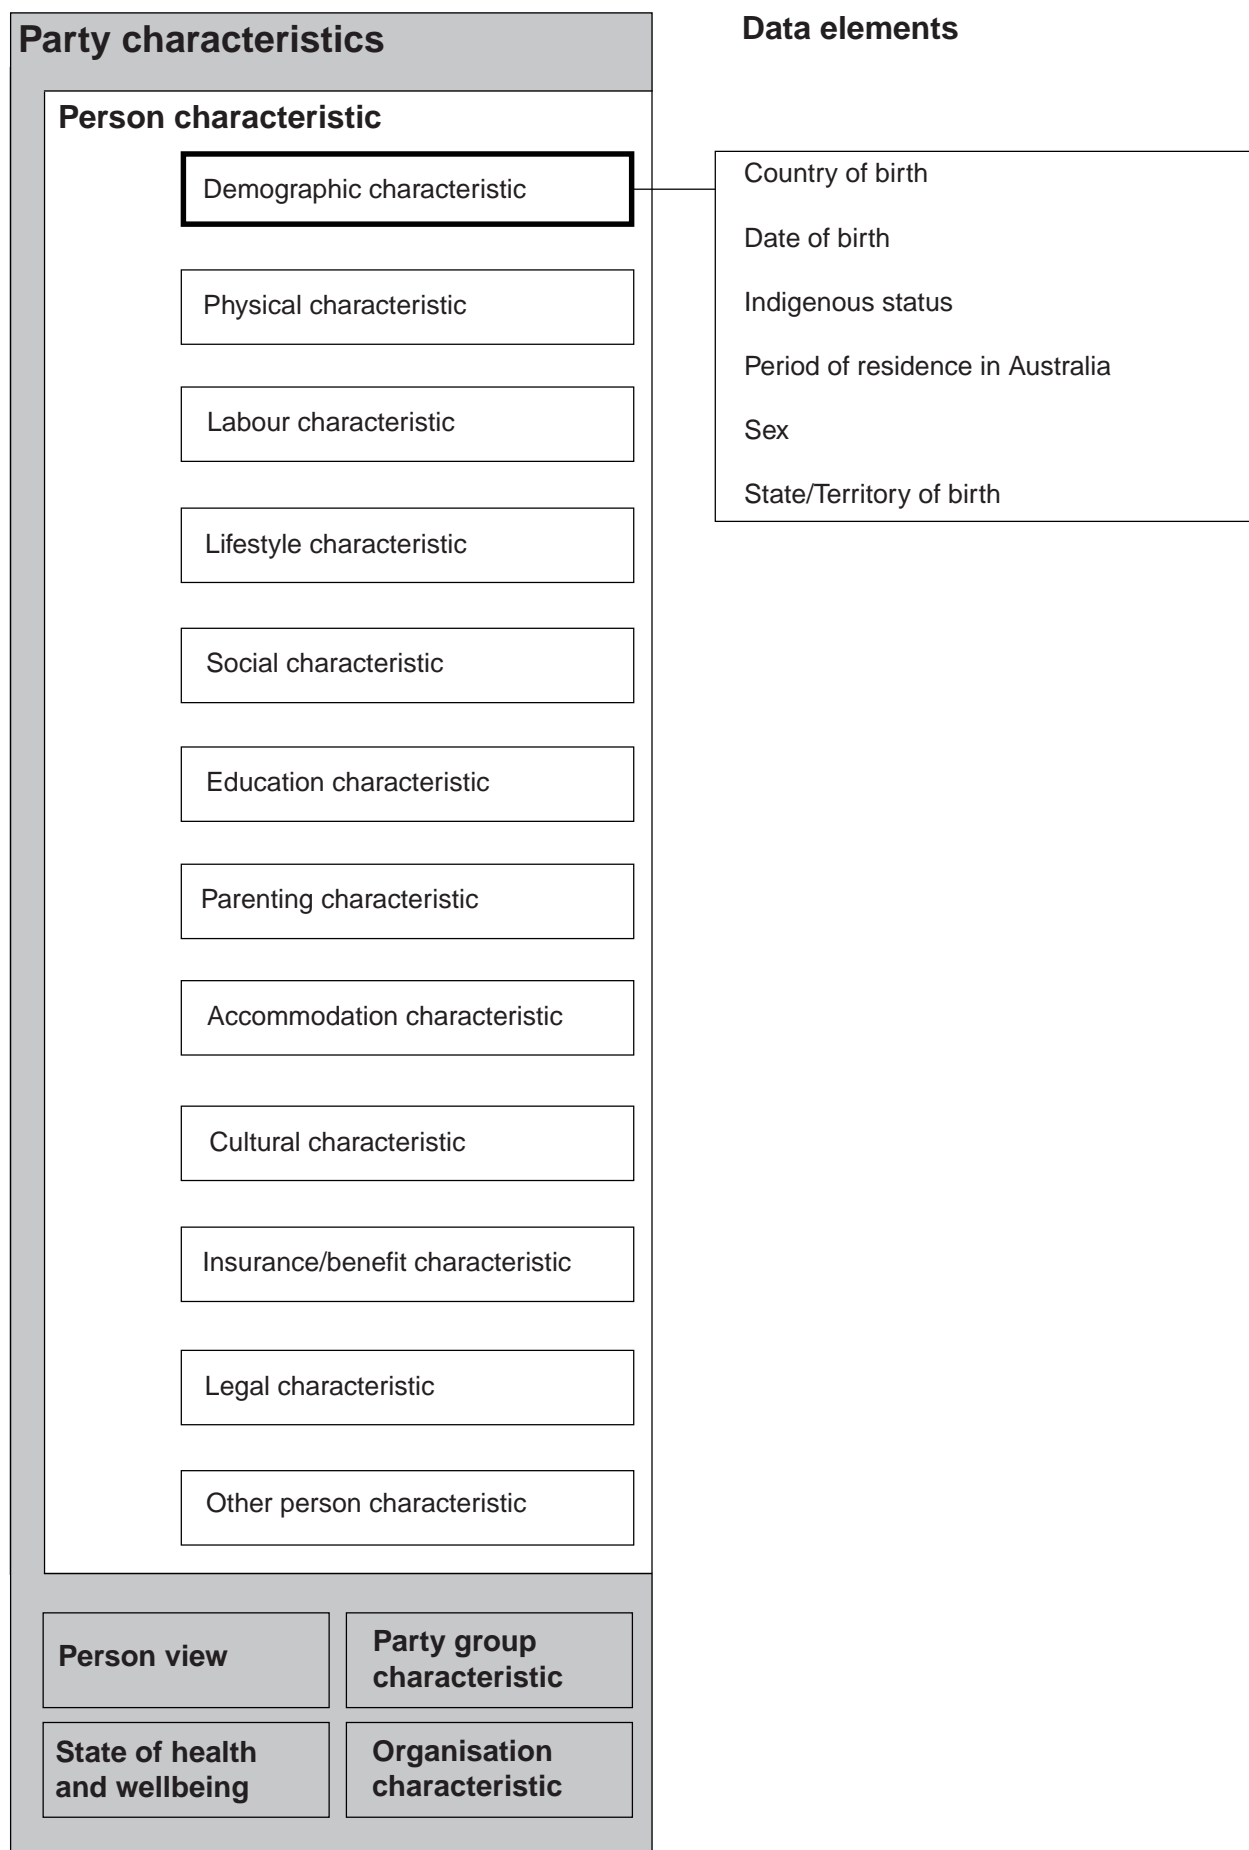 Party characteristics
Data elements
Person characteristic
Demographic characteristic
Country of birth
Date of birth
Indigenous status
Period of residence in Australia
Sex
State/Territory of birth
Physical characteristic
Labour characteristic
Lifestyle characteristic
Social characteristic
Education characteristic
Parenting characteristic
Accommodation characteristic
Cultural characteristic
Insurance/benefit characteristic
Legal characteristic
Other person characteristic
Person view
Party group
characteristic
State of health
and wellbeing
Organisation
characteristic